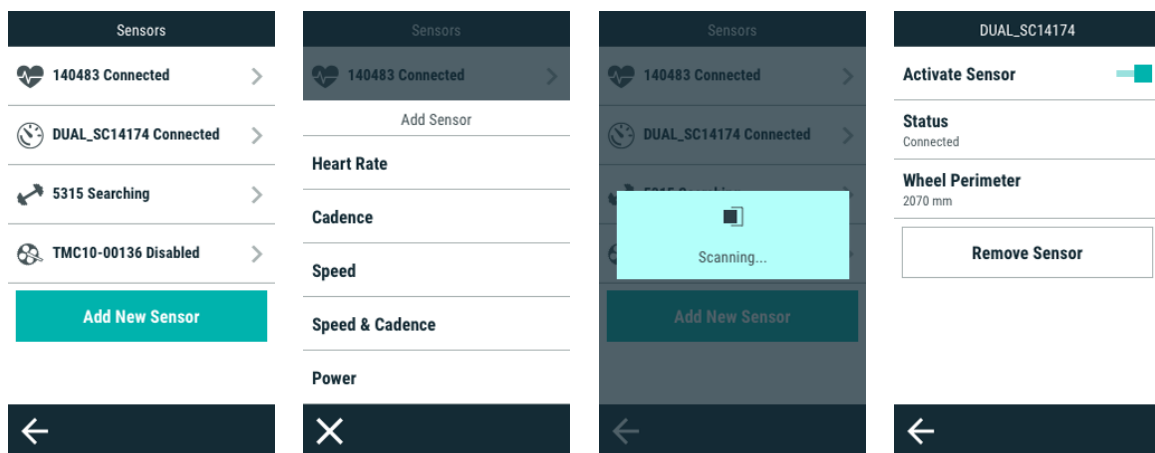 Sensors
140483 Connected
DUAL_SC14174 Connected
5315 Searching
TMC10-00136 Disabled
Add New Sensor
Sensors
140483 Connected
Add Sensor
Heart Rate
Cadence
Speed
Speed & Cadence
Power
Sensors
140483 Connected
DUAL_SC14174 Connected
Scanning...
Add New Sensor
DUAL_SC14174
Activate Sensor
Status
Connected
Wheel Perimeter
2070 mm
Remove Sensor